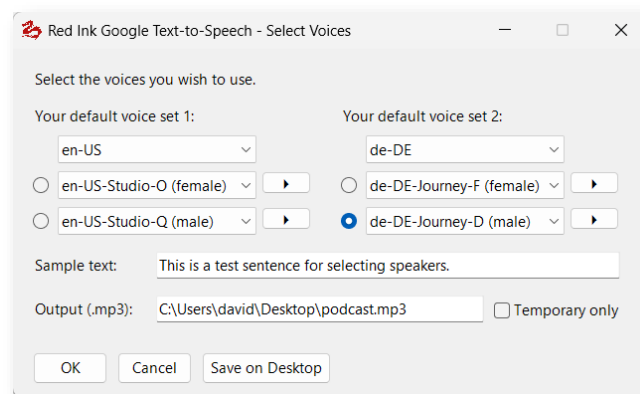 Red Ink Google Text-to-Speech - Select Voices
Select the voices you wish to use.
Your default voice set 1: Your default voice set 2:
en-US de-DE
en-US-Studio-O (female) de-DE-Journey-F (female)
en-US-Studio-Q (male) de-DE-Journey-D (male)
Sample text: This is a test sentence for selecting speakers.
Output (.mp3): C:\Users\david\Desktop\podcast.mp3 Temporary only
OK Cancel Save on Desktop